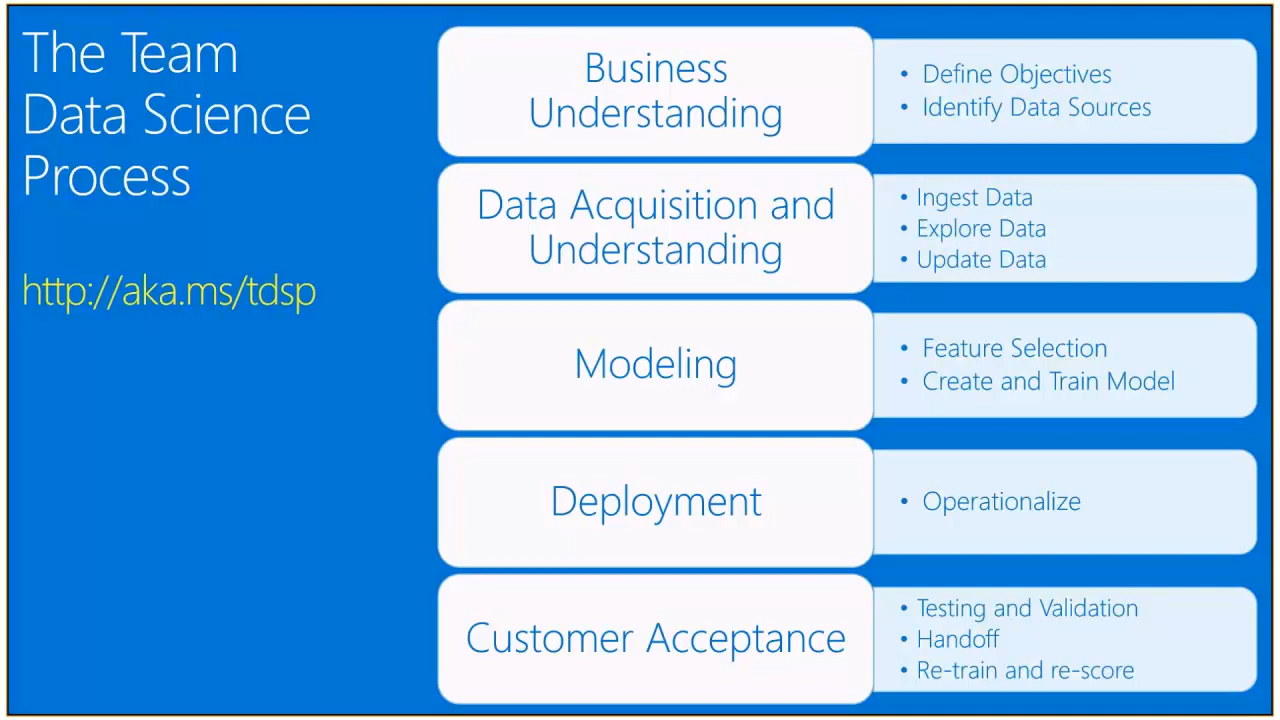 The Team
Data Science
Process
http://aka.ms/tdsp
Business
Understanding
• Define Objectives
• Identify Data Sources
Data Acquisition and
Understanding
• Ingest Data
• Explore Data
• Update Data
Modeling
• Feature Selection
• Create and Train Model
Deployment
• Operationalize
Customer Acceptance
• Testing and Validation
• Handoff
• Re-train and re-score